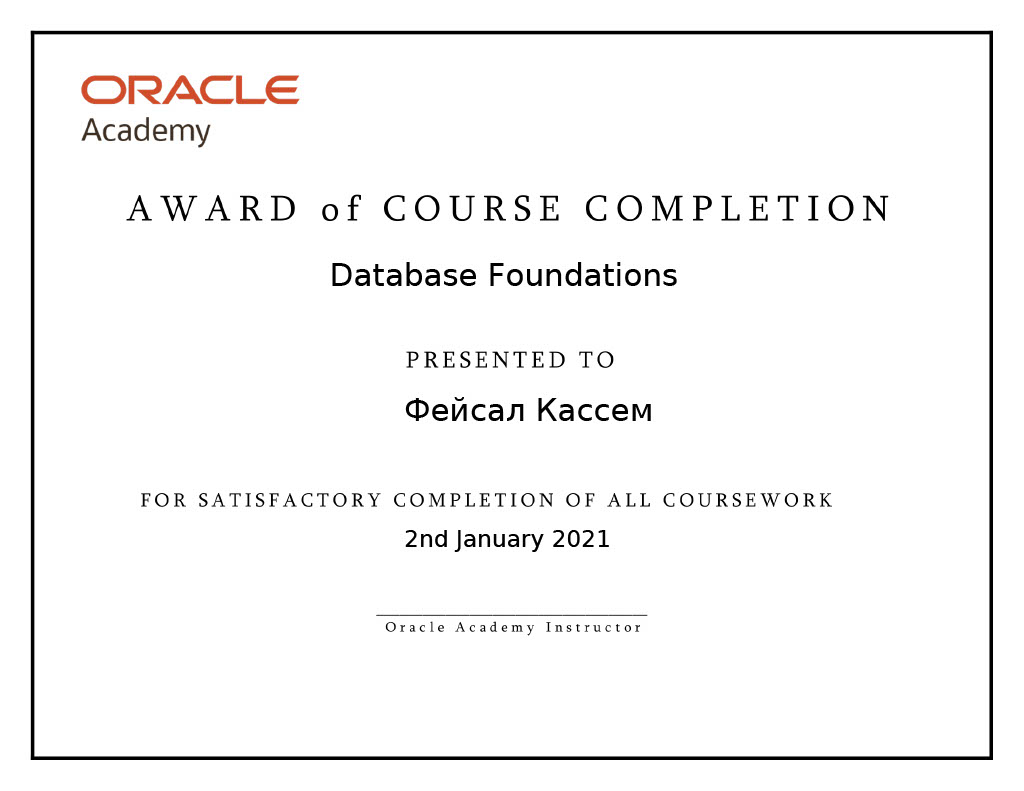 ORACLE
Academy
AWARD of COURSE COMPLETION
Database Foundations
PRESENTED TO
Фейсал Кассем
FOR SATISFACTORY COMPLETION OF ALL COURSEWORK
2nd January 2021
Oracle Academy Instructor